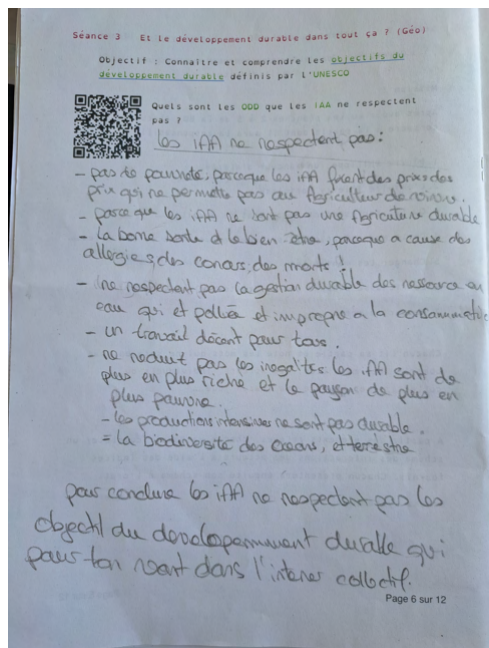 Séance 3 Et le développement durable dans tout ça ? (Géo)
Objectif : Connaître et comprendre les objectifs du
développement durable définis par l'UNESCO
Quels sont les ODD que les IAA ne respectent
pas ?
les iAA ne respectent pas :
- pas de pauvreté, parceque les iAA fixent des prix des
prix qui ne permette pas au Agriculteur de vivre.
- parce que les iAA ne sont pas une Agriculture durable
- la bonne santé et le bien être, parceque a cause des
allergies, des cancers, des morts !
- ne respectent pas la gestion durable des ressource en
eau qui et polluée et impropre a la consommation
- un travail décent pour tous.
- ne reduit pas les inegalités les iAA sont de
plus en plus riche et le paysan de plus en
plus pauvre.
- les productions intensives ne sont pas durable.
= la biodiversité des océans, et terrestre
pour conclure les iAA ne respectent pas les
objectif du developemment durable qui
pour tan vont dans l'interer collectif.
Page 6 sur 12